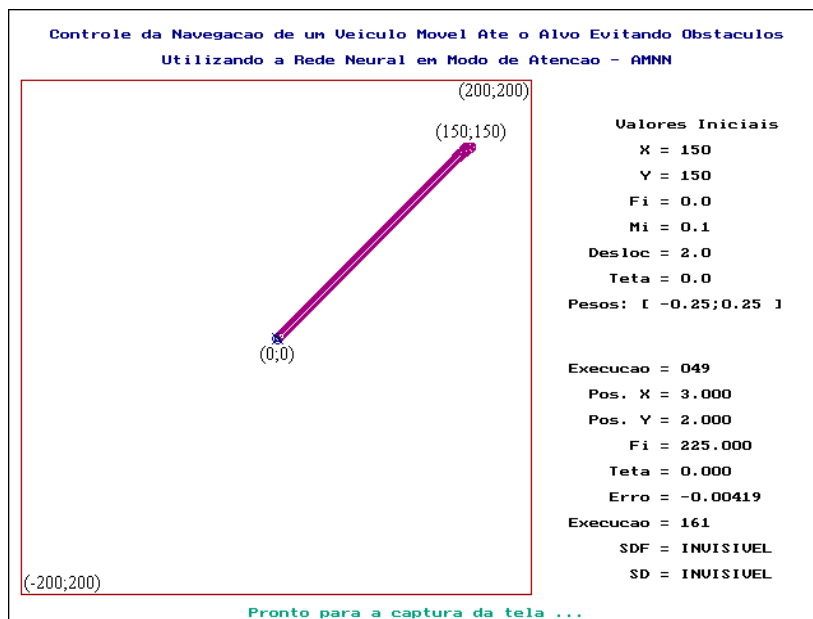 Controle da Navegacao de um Veiculo Movel Ate o Alvo Evitando Obstaculos
Utilizando a Rede Neural em Modo de Atencao - AMNN
(200;200)
(150;150)
(0;0)
(-200;200)
Valores Iniciais
X = 150
Y = 150
Fi = 0.0
Mi = 0.1
Desloc = 2.0
Teta = 0.0
Pesos: [ -0.25;0.25 ]
Execucao = 049
Pos. X = 3.000
Pos. Y = 2.000
Fi = 225.000
Teta = 0.000
Erro = -0.00419
Execucao = 161
SDF = INVISIVEL
SD = INVISIVEL
Pronto para a captura da tela ...